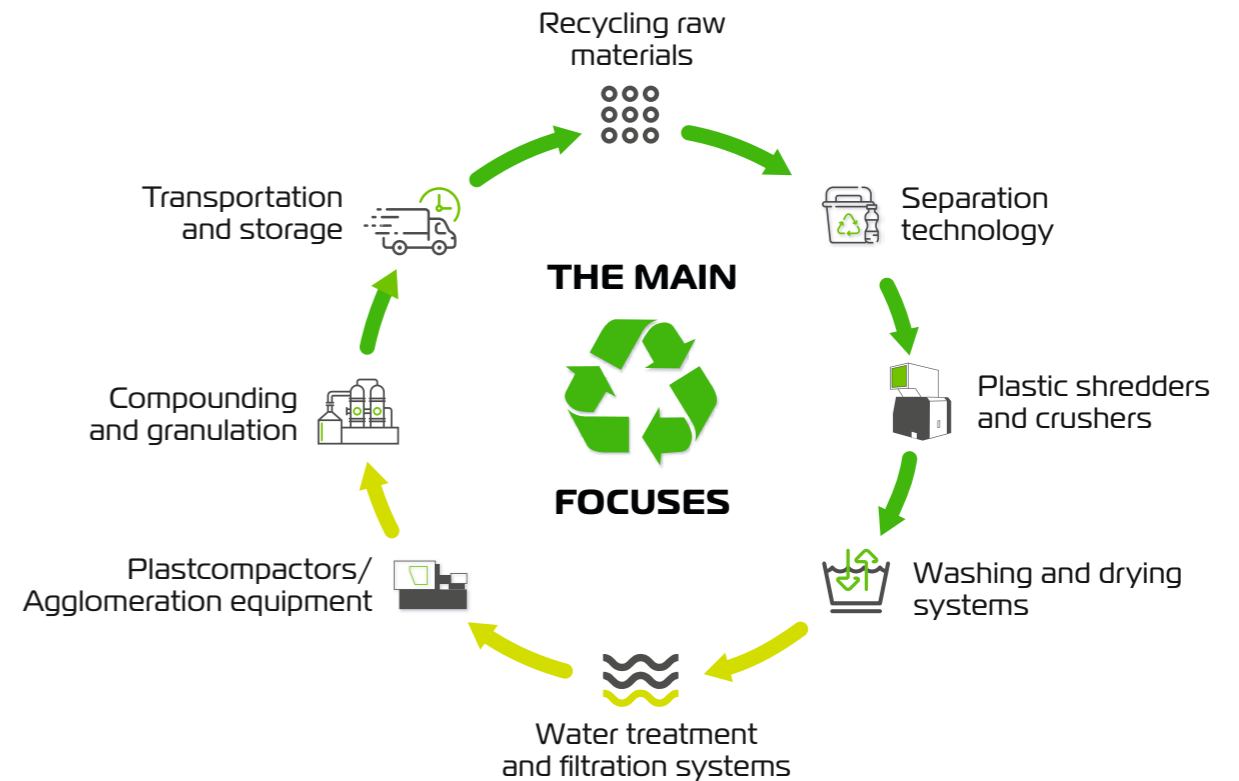 Recycling raw
materials
Separation
technology
Plastic shredders
and crushers
Washing and drying
systems
Water treatment
and filtration systems
Plastcompactors/
Agglomeration equipment
Compounding
and granulation
Transportation
and storage
THE MAIN
FOCUSES